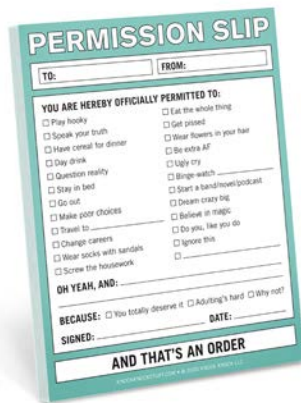 PERMISSION SLIP
TO:
FROM:
YOU ARE HEREBY OFFICIALLY PERMITTED TO:
Play hooky
Speak your truth
Have cereal for dinner
Day drink
Question reality
Stay in bed
Go out
Make poor choices
Travel to
Change careers
Wear socks with sandals
Screw the housework
Eat the whole thing
Get pissed
Wear flowers in your hair
Be extra AF
Ugly cry
Binge-watch
Start a band/novel/podcast
Dream crazy big
Believe in magic
Do you, like you do
Ignore this
OH YEAH, AND:
BECAUSE: You totally deserve it Adulting's hard Why not?
SIGNED: DATE:
AND THAT'S AN ORDER